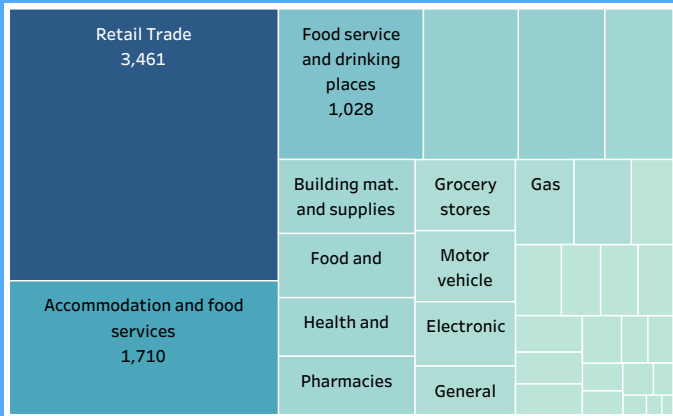 Retail Trade
3,461
Accommodation and food
services
1,710
Food service
and drinking
places
1,028
Building mat.
and supplies
Food and
Health and
Pharmacies
Grocery
stores
Motor
vehicle
Electronic
General
Gas